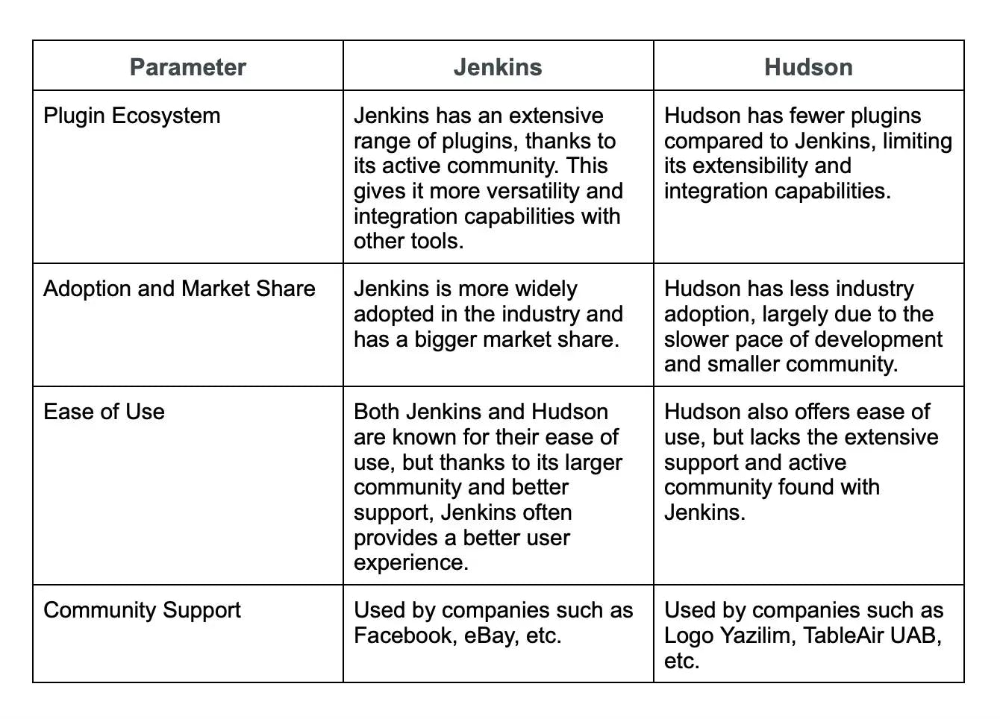 Parameter
Jenkins
Hudson
Plugin Ecosystem
Jenkins has an extensive
range of plugins, thanks to
its active community. This
gives it more versatility and
integration capabilities with
other tools.
Hudson has fewer plugins
compared to Jenkins, limiting
its extensibility and
integration capabilities.
Adoption and Market Share
Jenkins is more widely
adopted in the industry and
has a bigger market share.
Hudson has less industry
adoption, largely due to the
slower pace of development
and smaller community.
Ease of Use
Both Jenkins and Hudson
are known for their ease of
use, but thanks to its larger
community and better
support, Jenkins often
provides a better user
experience.
Hudson also offers ease of
use, but lacks the extensive
support and active
community found with
Jenkins.
Community Support
Used by companies such as
Facebook, eBay, etc.
Used by companies such as
Logo Yazilim, TableAir UAB,
etc.